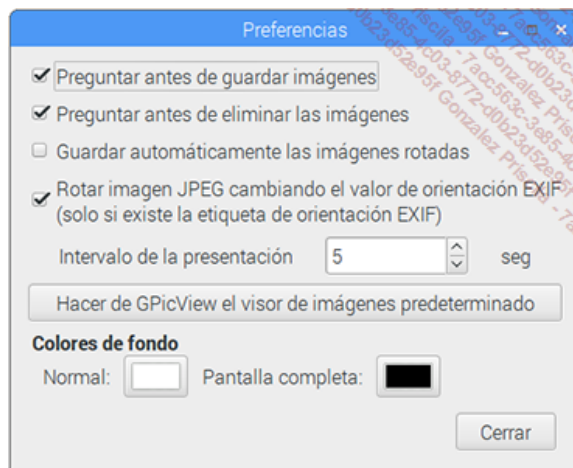 Preferencias
Preguntar antes de guardar imágenes
Preguntar antes de eliminar las imágenes
Guardar automáticamente las imágenes rotadas
Rotar imagen JPEG cambiando el valor de orientación EXIF
(solo si existe la etiqueta de orientación EXIF)
Intervalo de la presentación 5 seg
Hacer de GPicView el visor de imágenes predeterminado
Colores de fondo
Normal: Pantalla completa:
Cerrar